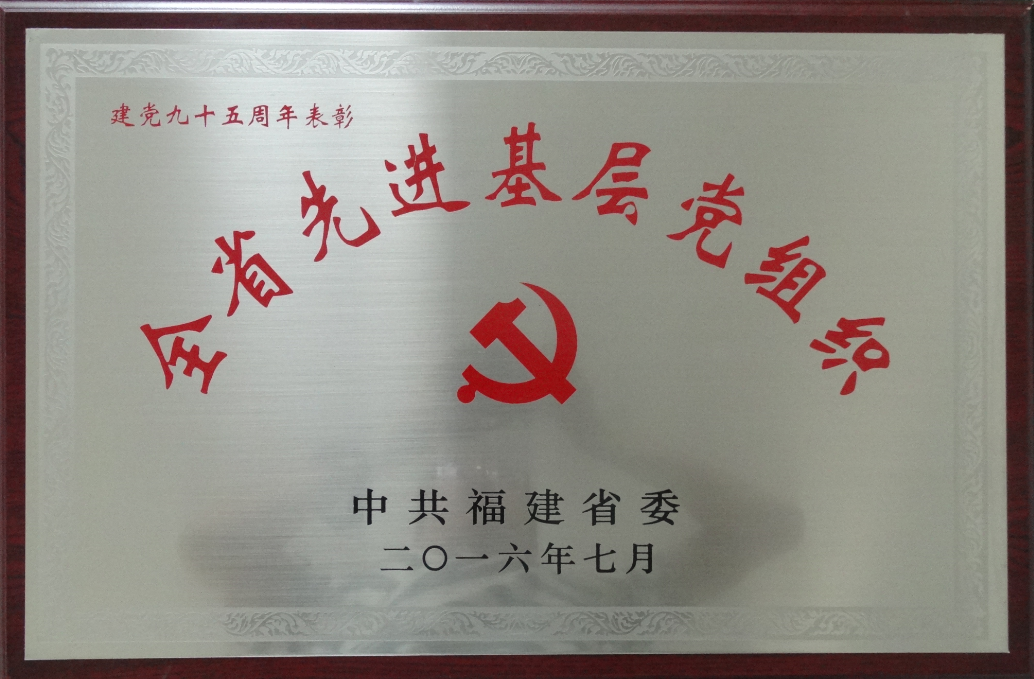 建党九十五周年表彰
全省先进基层党组织
中共福建省委
二〇一六年七月